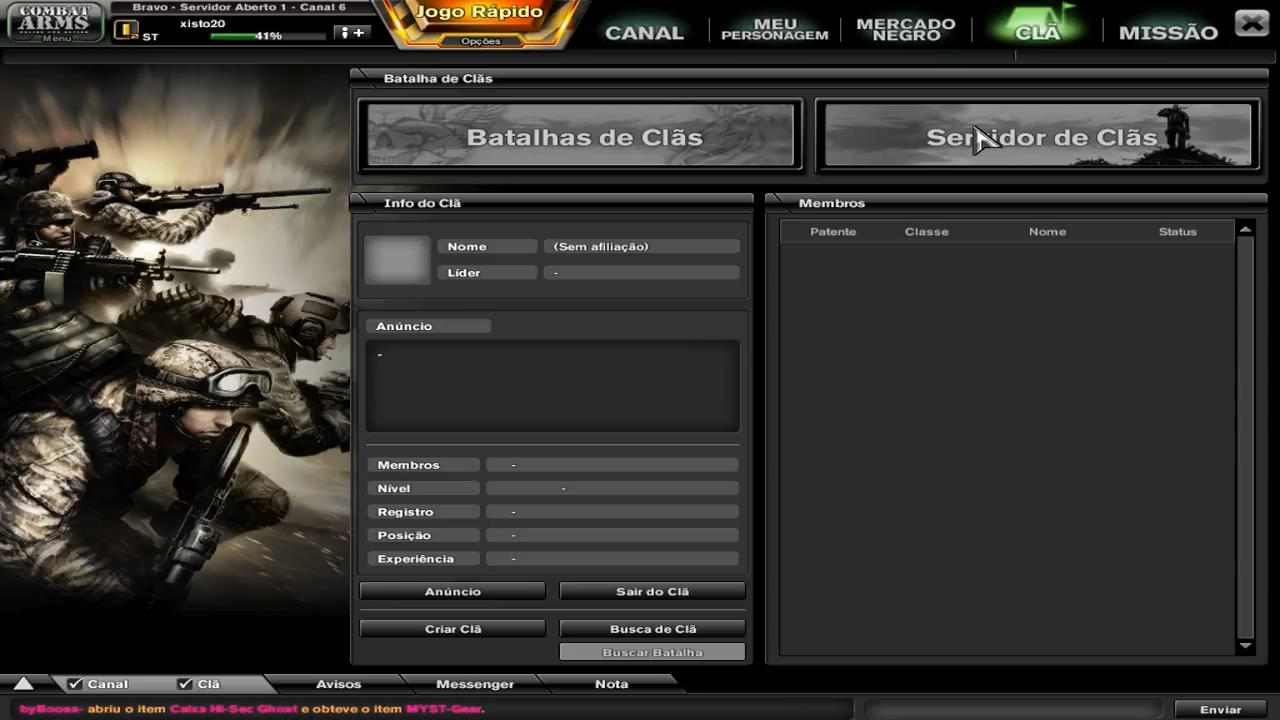 COMBAT
ARMS
Menu
Bravo - Servidor Aberto 1 - Canal 6
2 ST
xisto20
41%
i +
Jogo Rápido
Opções
CANAL
MEU
PERSONAGEM
MERCADO
NEGRO
CLÃ
MISSÃO
Batalha de Clãs
Batalhas de Clãs
Servidor de Clãs
Info do Clã
Nome
(Sem afiliação)
Líder
-
Anúncio
-
Membros
-
Nível
-
Registro
-
Posição
-
Experiência
-
Anúncio
Sair do Clã
Criar Clã
Busca de Clã
Buscar Batalha
Membros
Patente Classe Nome Status
Canal
Clã
Avisos
Messenger
Nota
byBoosa- abriu o item Caixa Hi-Sec Ghost e obteve o item MYST-Gear.
Enviar